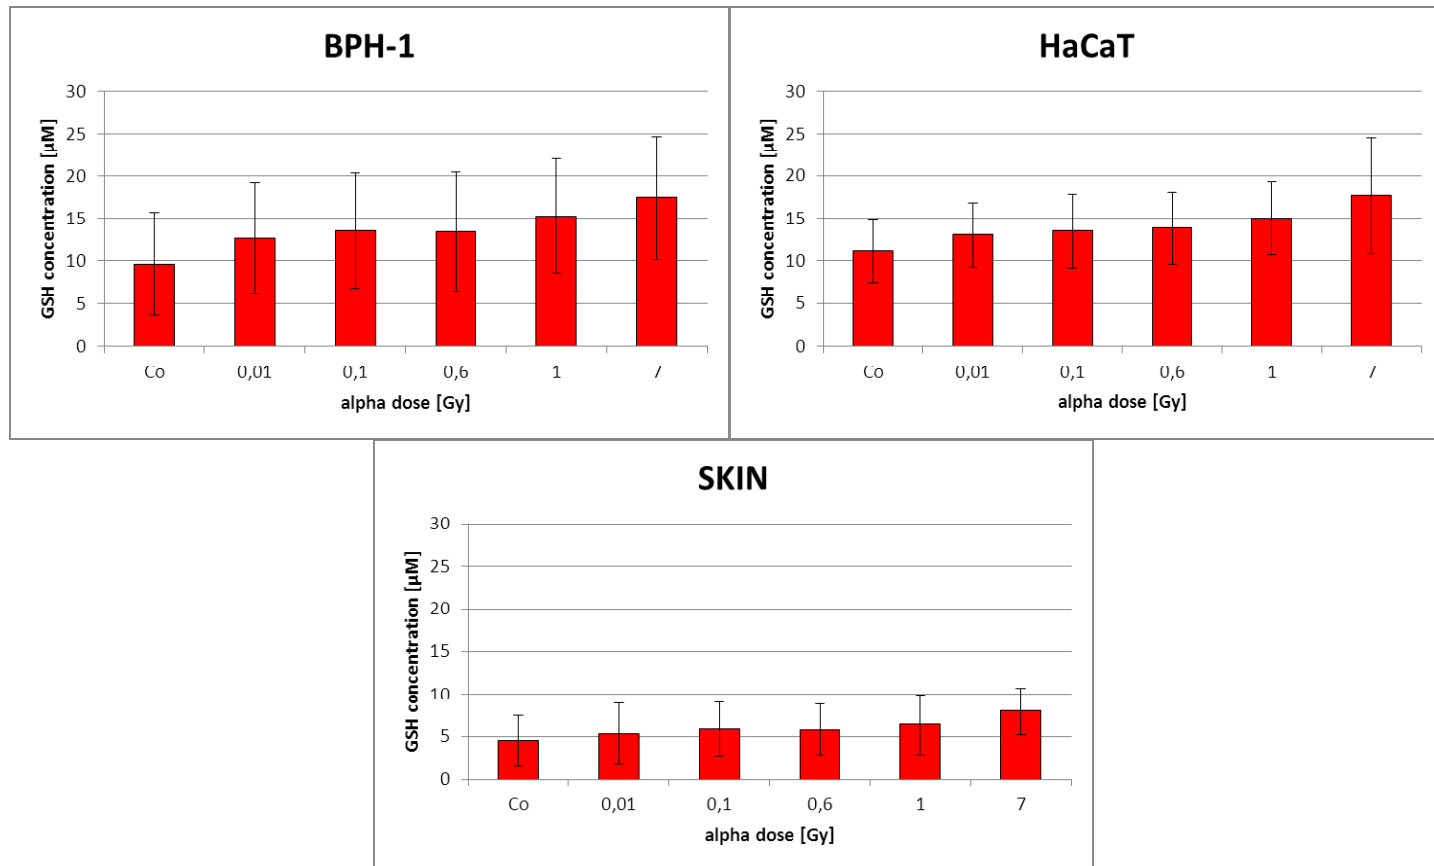 BPH-1
GSH concentration [µM]
30
25
20
15
10
5
0
Co 0,01 0,1 0,6 1 7
alpha dose [Gy]
HaCaT
GSH concentration [µM]
30
25
20
15
10
5
0
Co 0,01 0,1 0,6 1 7
alpha dose [Gy]
SKIN
GSH concentration [µM]
30
25
20
15
10
5
0
Co 0,01 0,1 0,6 1 7
alpha dose [Gy]